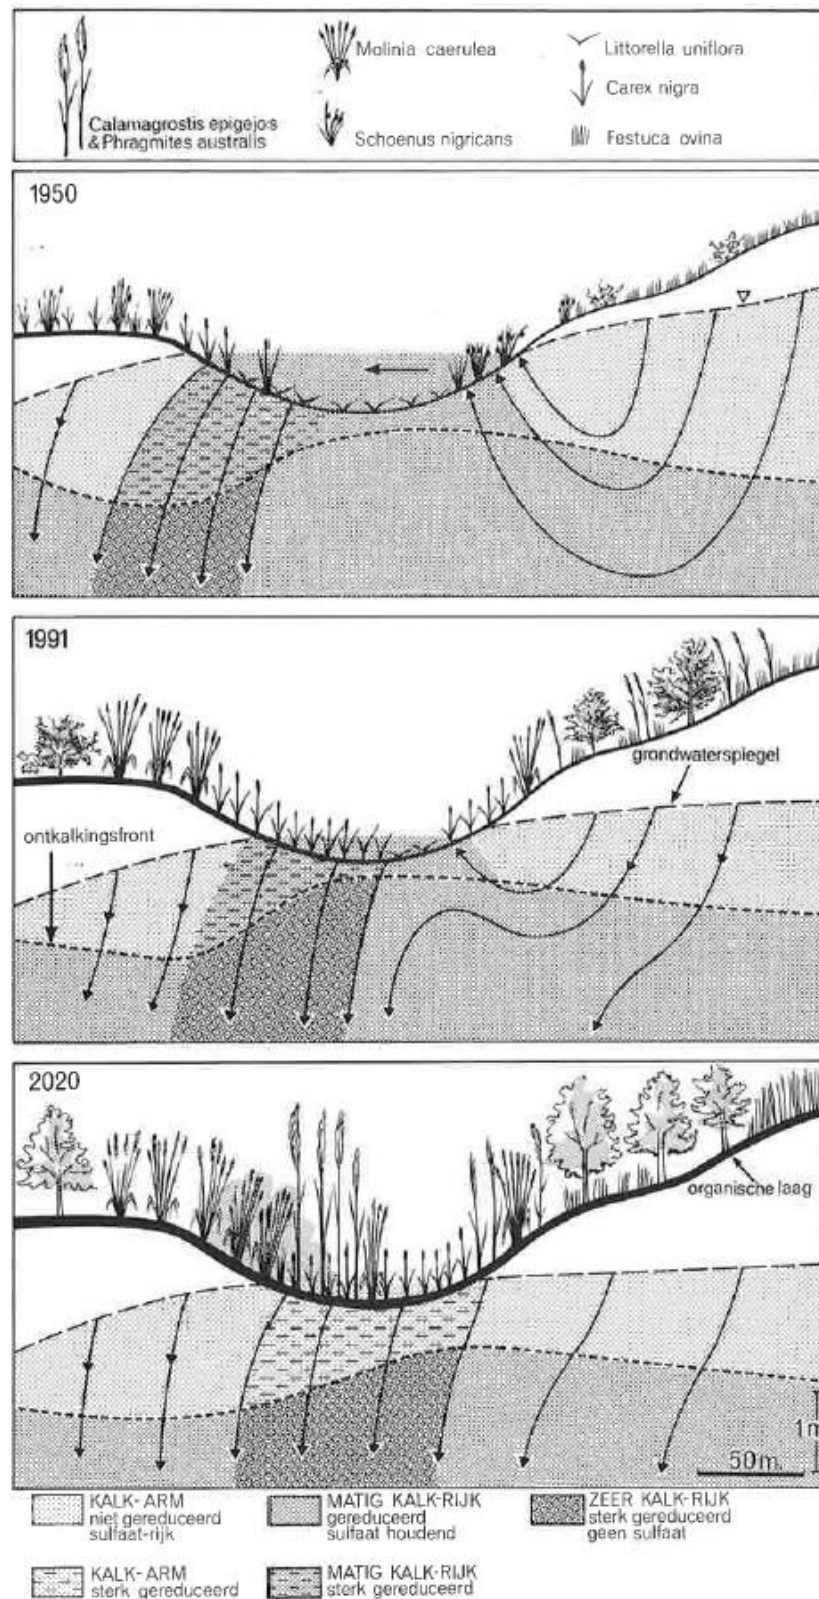 Calamagrostis epigejos
& Phragmites australis
Molinia caerulea
Schoenus nigricans
Littorella uniflora
Carex nigra
Festuca ovina
1950
1991
grondwaterspiegel
ontkalkingsfront
2020
organische laag
1m
50m.
KALK-ARM
niet gereduceerd
sulfaat-rijk
MATIG KALK-RIJK
gereduceerd
sulfaat houdend
ZEER KALK-RIJK
sterk gereduceerd
geen sulfaat
KALK-ARM
sterk gereduceerd
MATIG KALK-RIJK
sterk gereduceerd